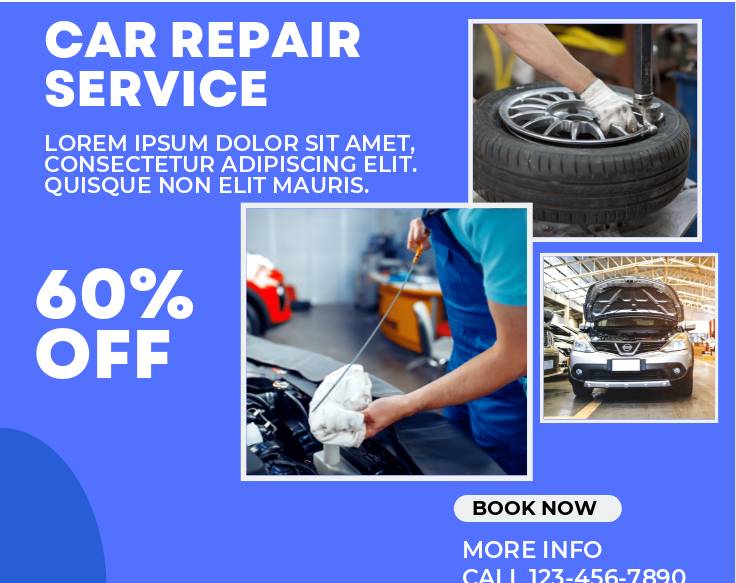 CAR REPAIR
SERVICE
LOREM IPSUM DOLOR SIT AMET,
CONSECTETUR ADIPISCING ELIT.
QUISQUE NON ELIT MAURIS.
60%
OFF
BOOK NOW
MORE INFO
CALL 123-456-7890